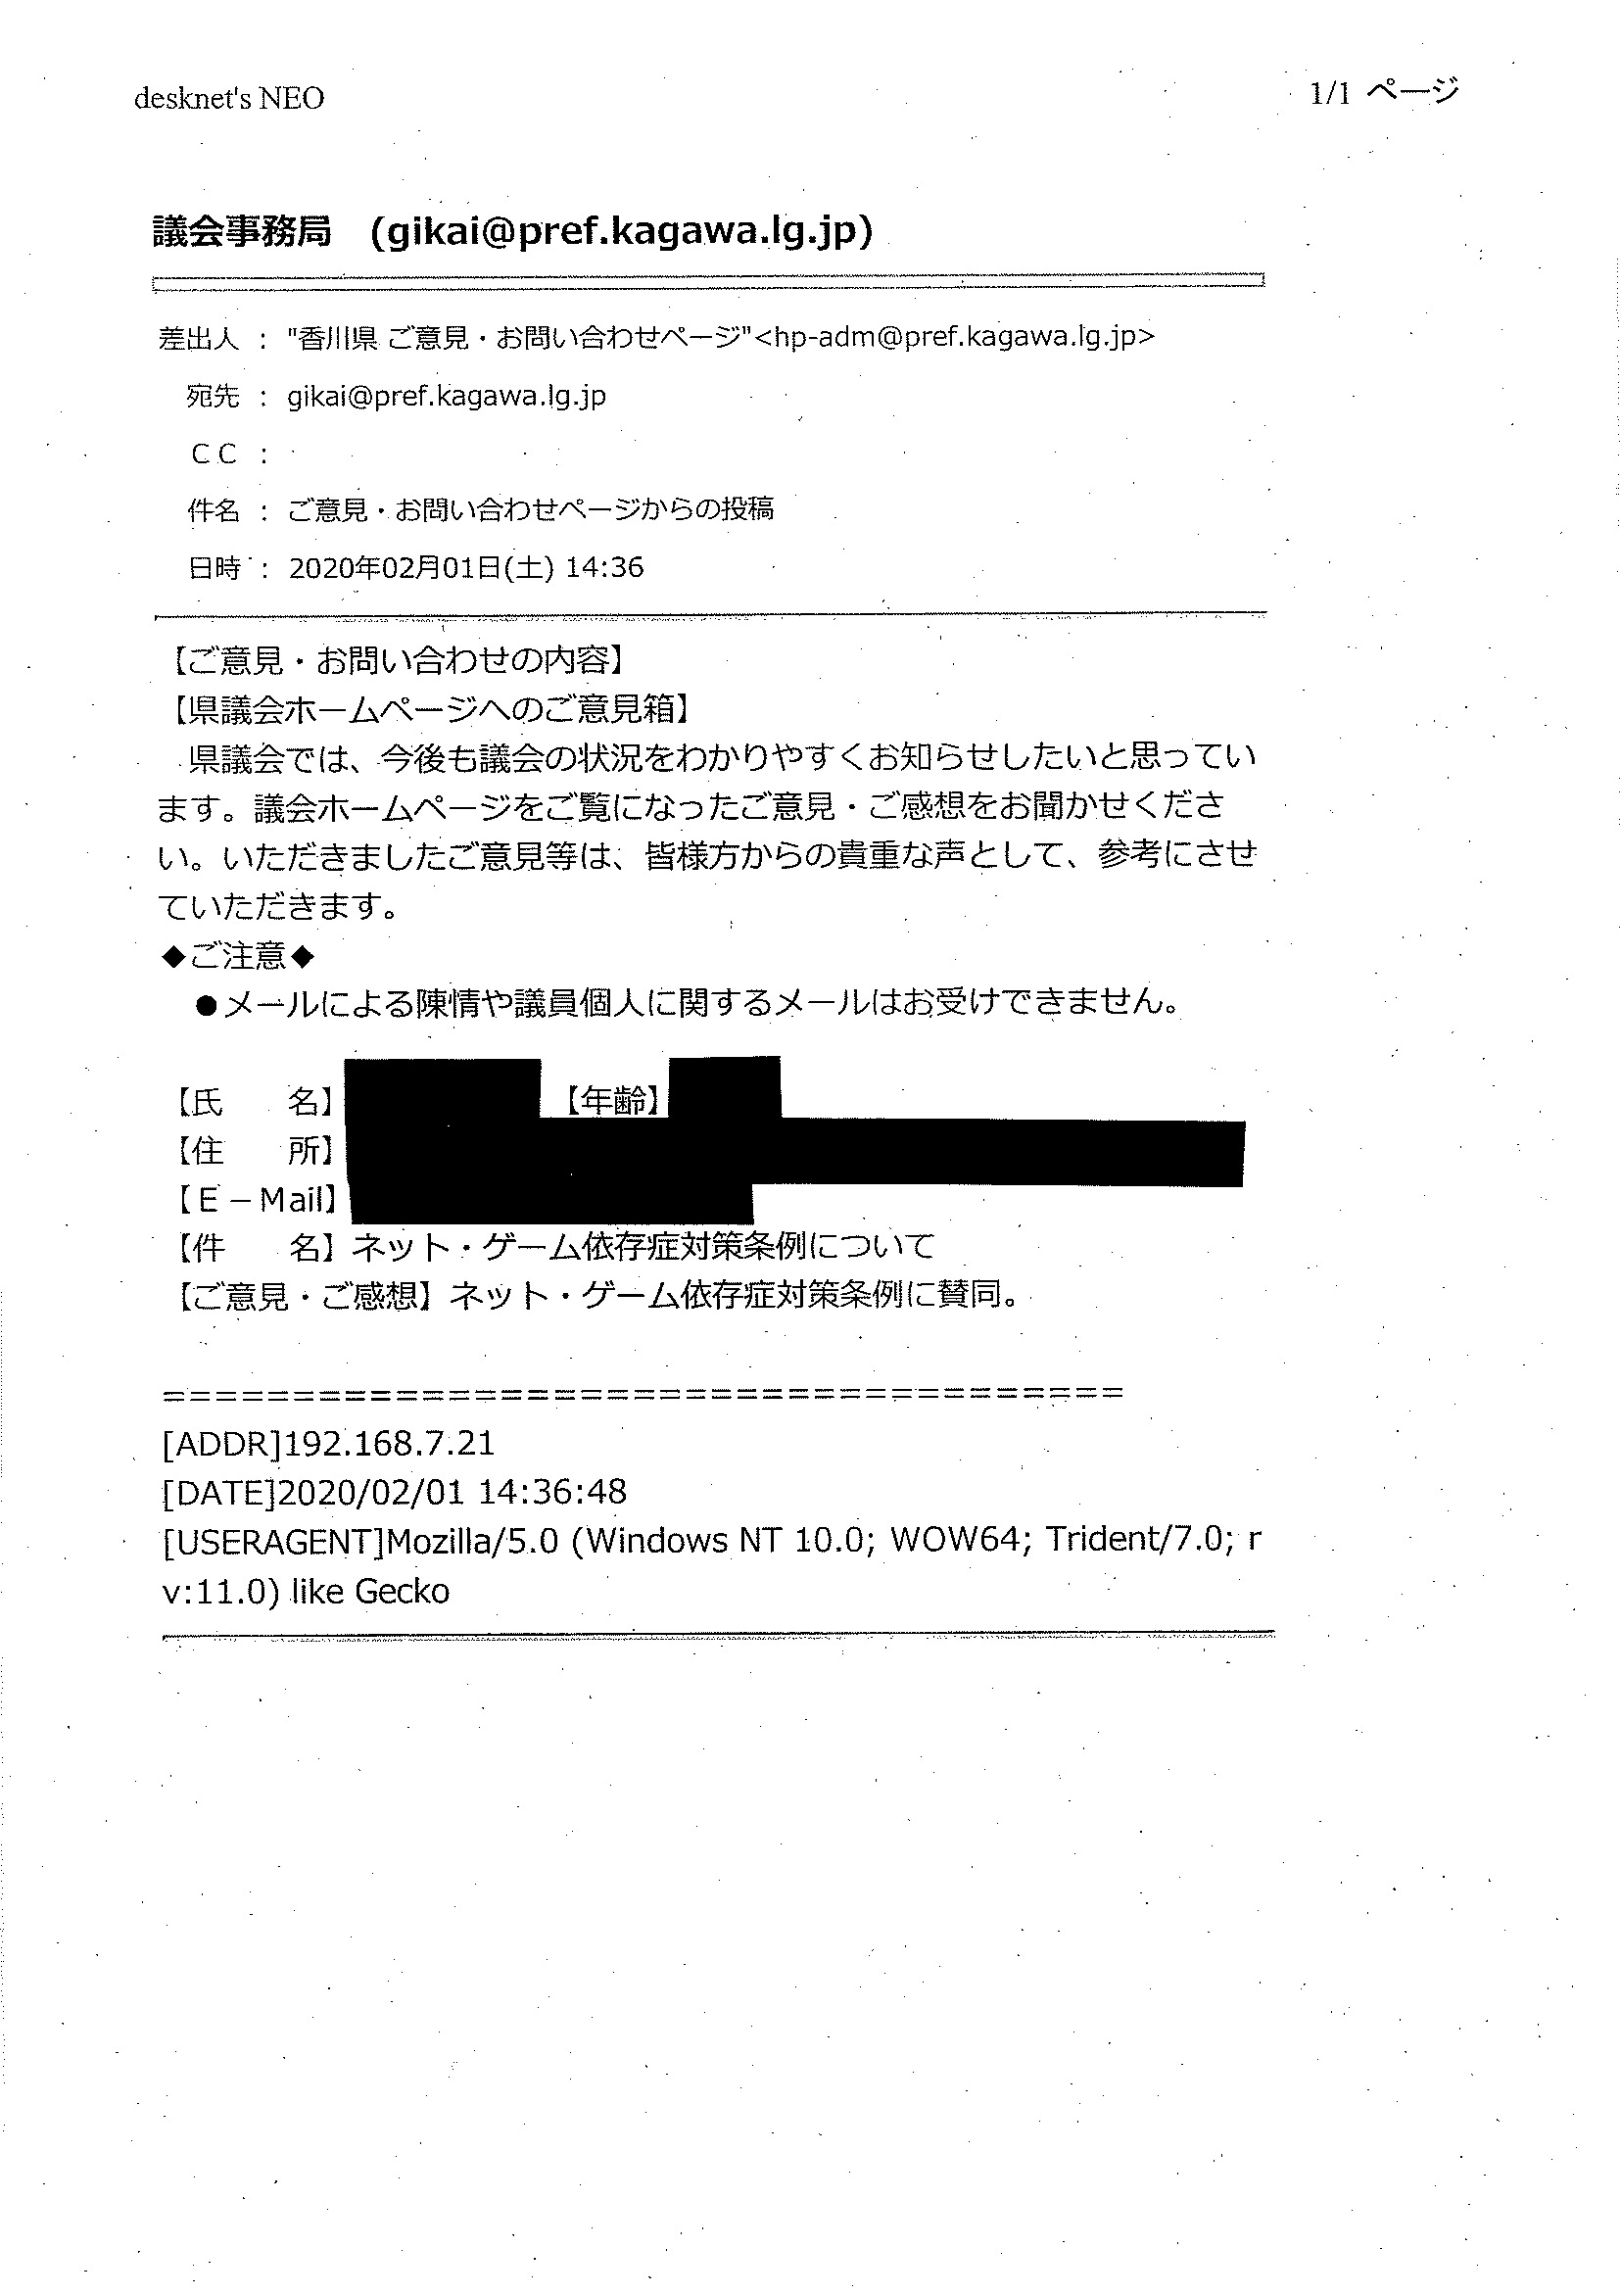 desknet's NEO
1/1 ページ
議会事務局　(gikai@pref.kagawa.lg.jp)
差出人 ： "香川県 ご意見・お問い合わせページ"<hp-adm@pref.kagawa.lg.jp>
宛先 ： gikai@pref.kagawa.lg.jp
ＣＣ ：
件名 ： ご意見・お問い合わせページからの投稿
日時 ： 2020年02月01日(土) 14:36
【ご意見・お問い合わせの内容】
【県議会ホームページへのご意見箱】
　県議会では、今後も議会の状況をわかりやすくお知らせしたいと思ってい
ます。議会ホームページをご覧になったご意見・ご感想をお聞かせくださ
い。いただきましたご意見等は、皆様方からの貴重な声として、参考にさせ
ていただきます。
◆ご注意◆
　●メールによる陳情や議員個人に関するメールはお受けできません。
【氏　　名】　【年齢】
【住　　所】
【Ｅ－Mail】
【件　　名】ネット・ゲーム依存症対策条例について
【ご意見・ご感想】ネット・ゲーム依存症対策条例に賛同。
=====================================
[ADDR]192.168.7.21
[DATE]2020/02/01 14:36:48
[USERAGENT]Mozilla/5.0 (Windows NT 10.0; WOW64; Trident/7.0; r
v:11.0) like Gecko